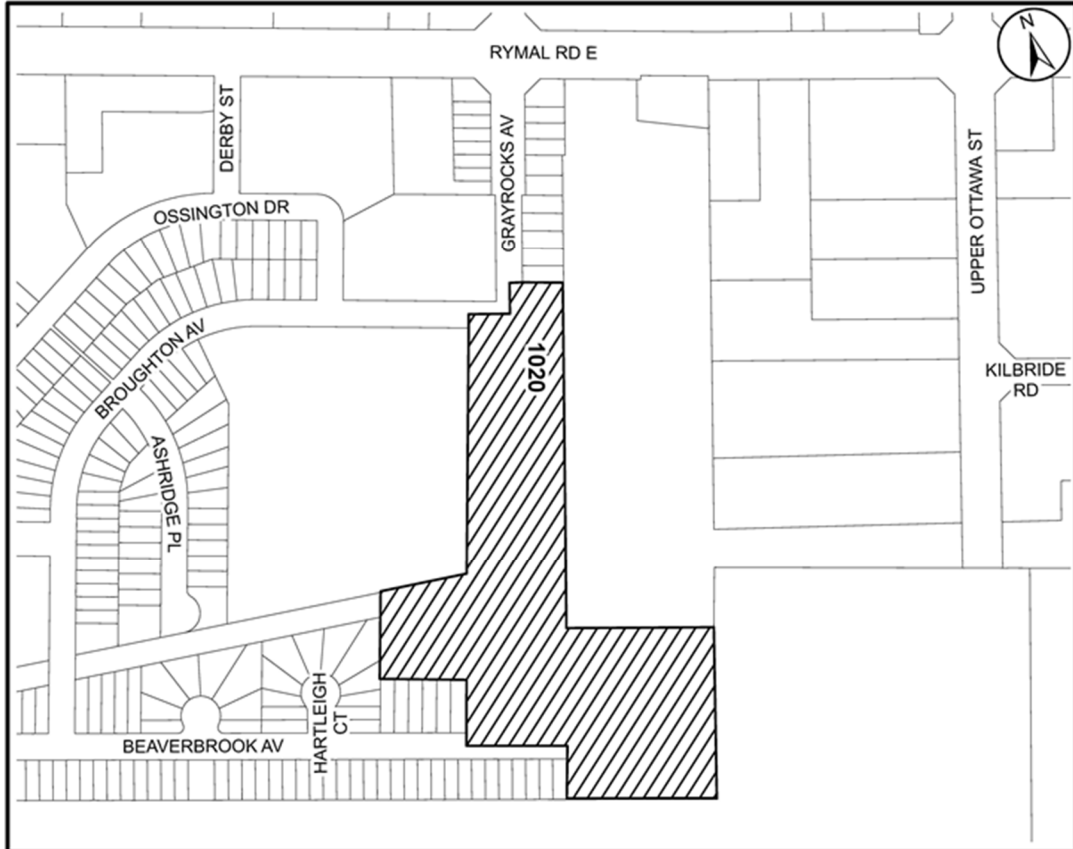 N
RYMAL RD E
DERBY ST
GRAYROCKS AV
UPPER OTTAWA ST
OSSINGTON DR
BROUGHTON AV
1020
KILBRIDE
RD
ASHRIDGE PL
HARTLEIGH
CT
BEAVERBROOK AV